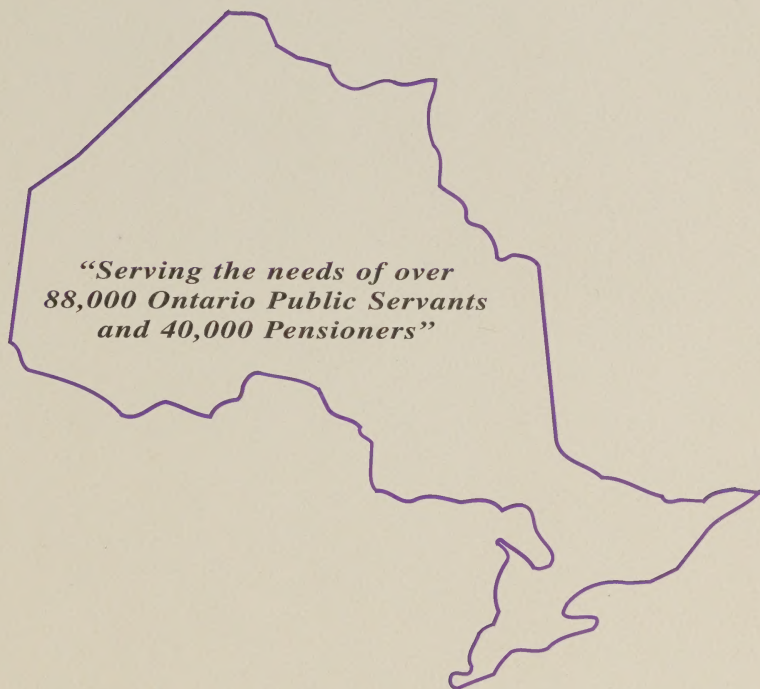 “Serving the needs of over
88,000 Ontario Public Servants
and 40,000 Pensioners”